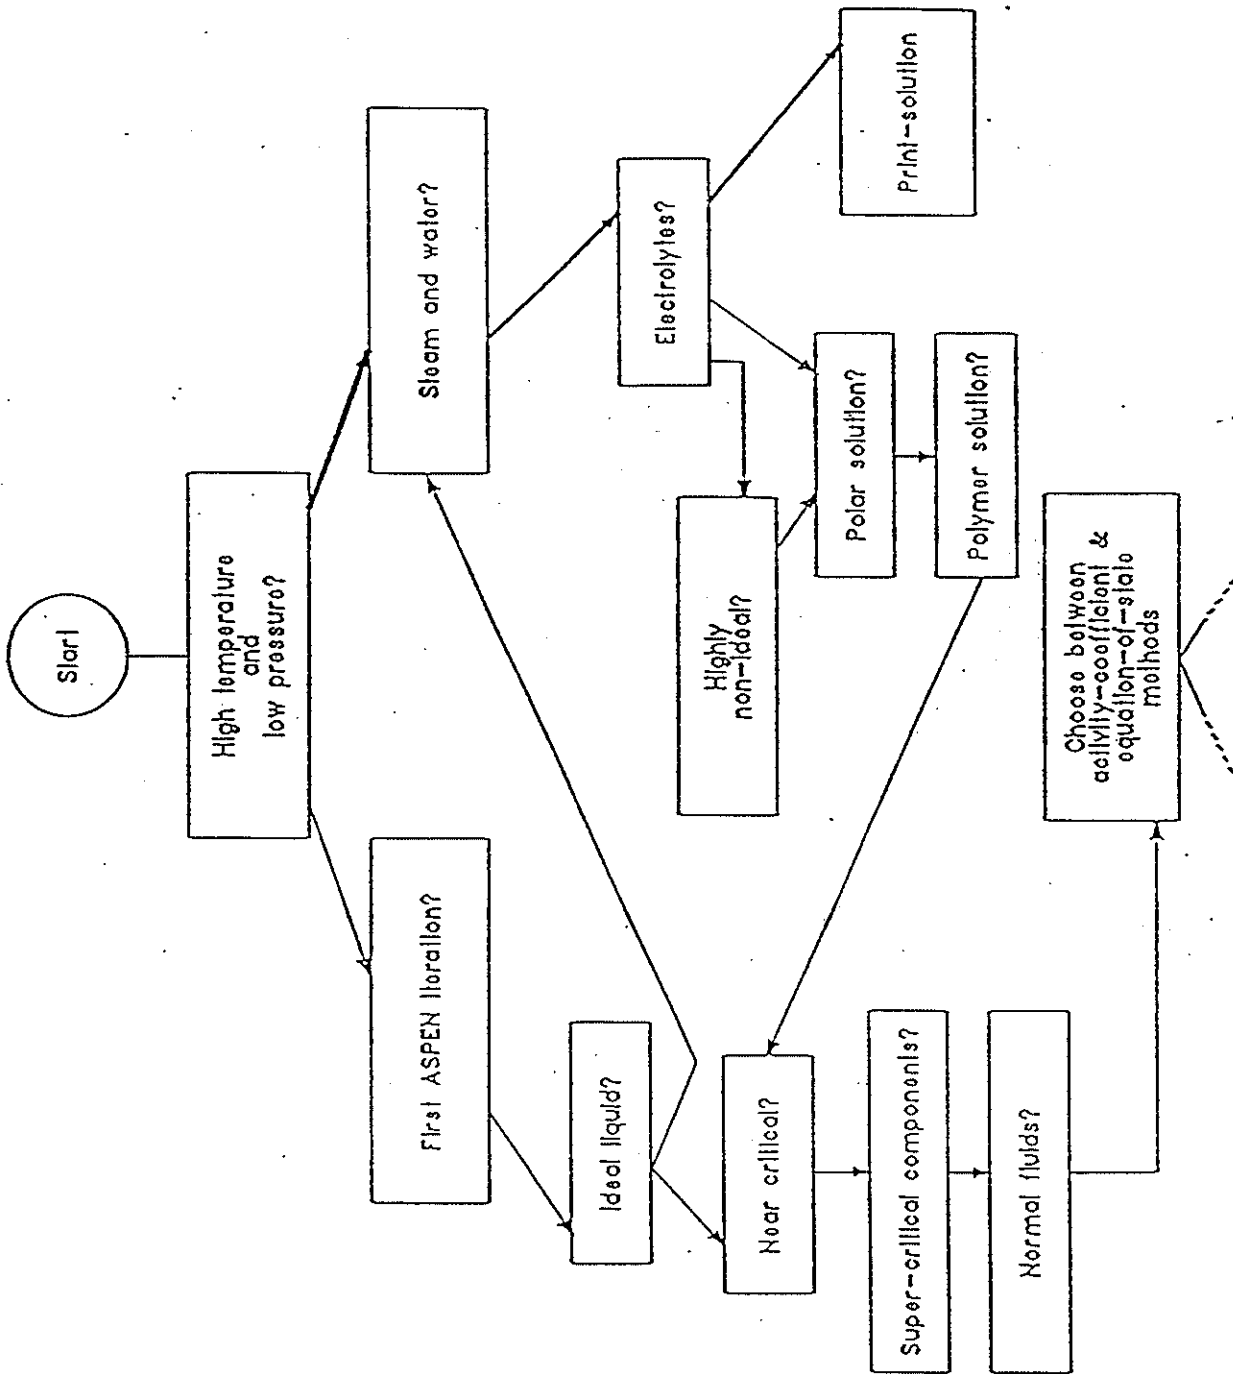 Start
High temperature
and
low pressure?
First ASPEN iteration?
Steam and water?
Ideal liquid?
Electrolytes?
Near critical?
Highly
non-ideal?
Polar solution?
Print-solution
Super-critical components?
Polymer solution?
Normal fluids?
Choose between
activity-coefficient &
equation-of-state
methods